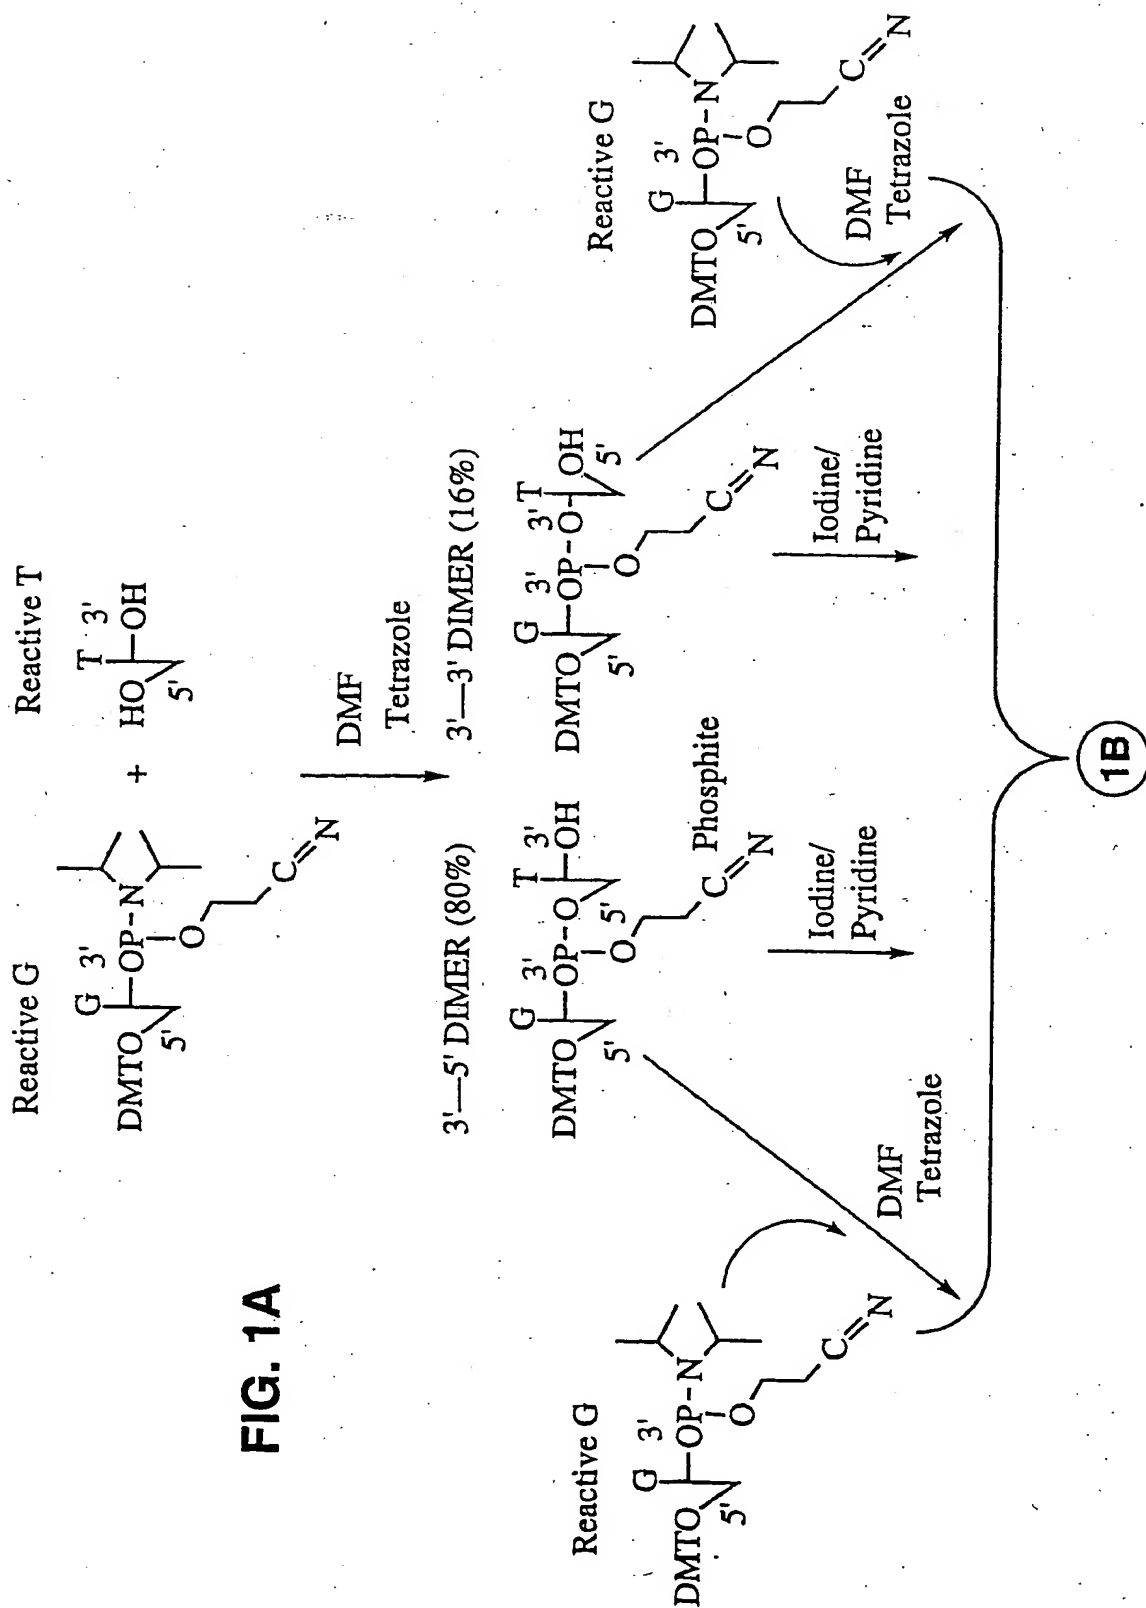 FIG. 1A
Reactive G
Reactive T
DMTO
G
3'
OP-N
O
C
N
5'
+
HO
T
3'
OH
5'
DMF
Tetrazole
3'—5' DIMER (80%)
3'—3' DIMER (16%)
DMTO
G
3'
OP-O
T
3'
OH
5'
5'
O
C
N
Phosphite
DMTO
G
3'
OP-O
3'
T
OH
5'
5'
O
C
N
Reactive G
DMTO
G
3'
OP-N
O
C
N
5'
DMF
Tetrazole
Iodine/
Pyridine
Iodine/
Pyridine
Reactive G
DMTO
G
3'
OP-N
O
C
N
5'
DMF
Tetrazole
1B